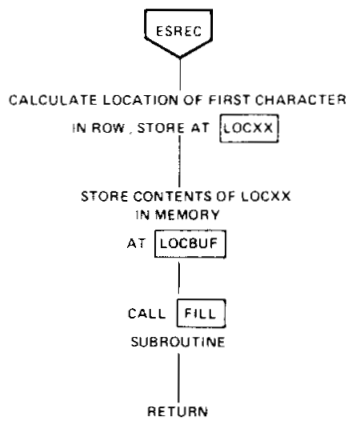 ESREC
CALCULATE LOCATION OF FIRST CHARACTER
IN ROW, STORE AT LOCXX
STORE CONTENTS OF LOCXX
IN MEMORY
AT LOCBUF
CALL FILL
SUBROUTINE
RETURN